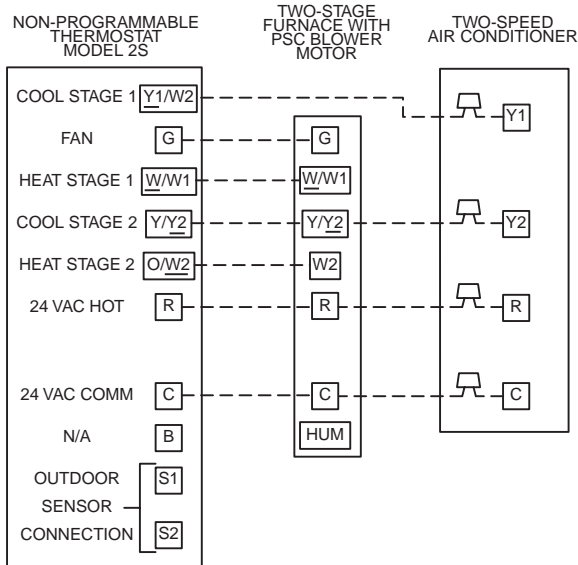 NON-PROGRAMMABLE
THERMOSTAT
MODEL 2S
TWO-STAGE
FURNACE WITH
PSC BLOWER
MOTOR
TWO-SPEED
AIR CONDITIONER
COOL STAGE 1 Y1/W2 Y1
FAN G G
HEAT STAGE 1 W/W1 W/W1
COOL STAGE 2 Y/Y2 Y/Y2 Y2
HEAT STAGE 2 O/W2 W2
24 VAC HOT R R R
24 VAC COMM C C C
N/A B HUM
OUTDOOR S1
SENSOR
CONNECTION S2